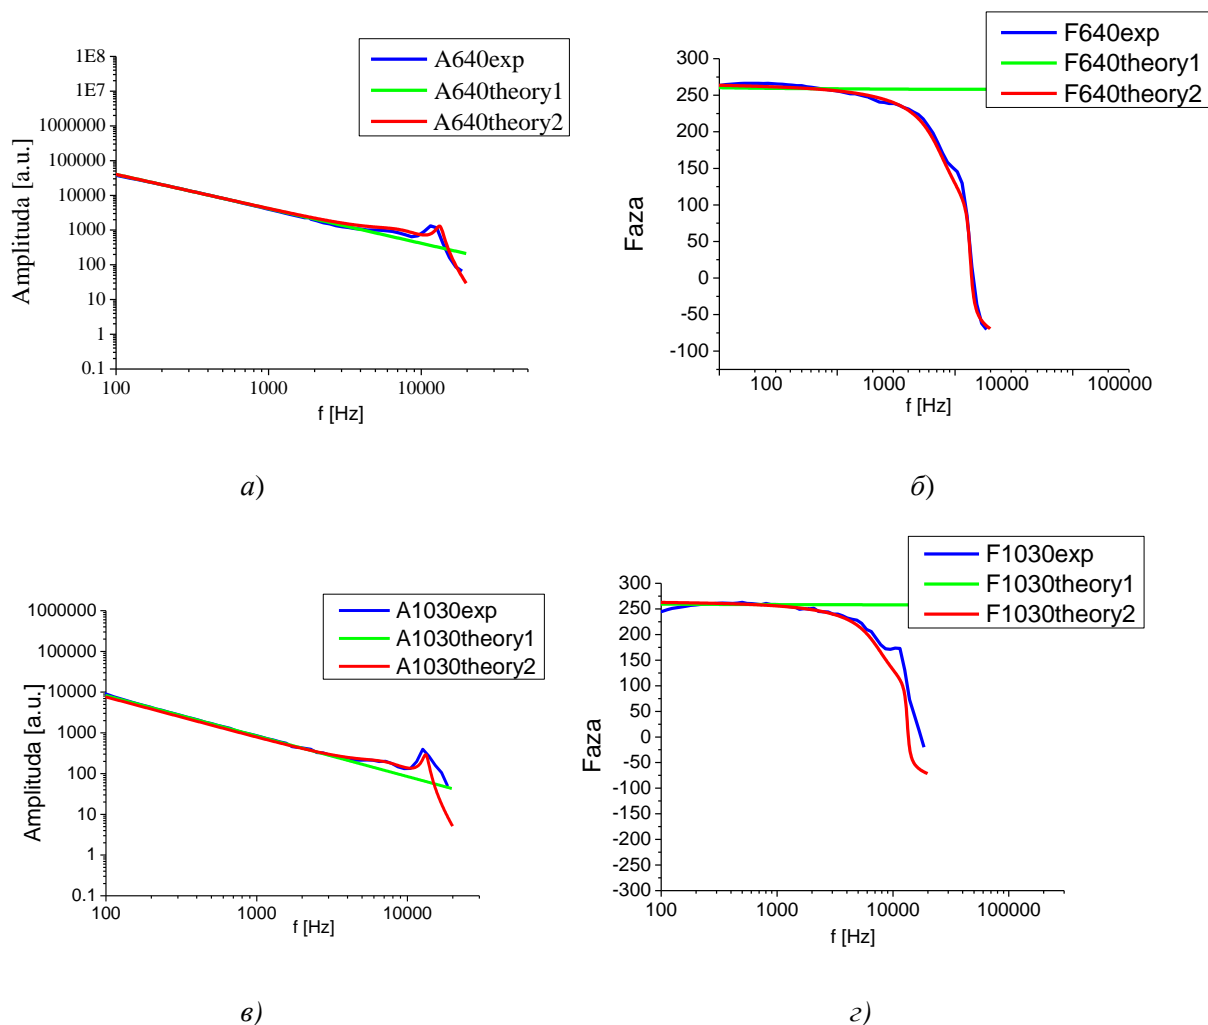 A640exp
A640theory1
A640theory2
1E8
1E7
1000000
100000
10000
1000
100
10
1
0.1
Amplituda [a.u.]
100 1000 10000
f [Hz]
а)
F640exp
F640theory1
F640theory2
300
250
200
150
100
50
0
-50
-100
Faza
100 1000 10000 100000
f [Hz]
б)
A1030exp
A1030theory1
A1030theory2
1000000
100000
10000
1000
100
10
1
0.1
Amplituda [a.u.]
100 1000 10000
f [Hz]
в)
F1030exp
F1030theory1
F1030theory2
300
250
200
150
100
50
0
-50
-100
-150
-200
-250
-300
Faza
100 1000 10000 100000
f [Hz]
г)